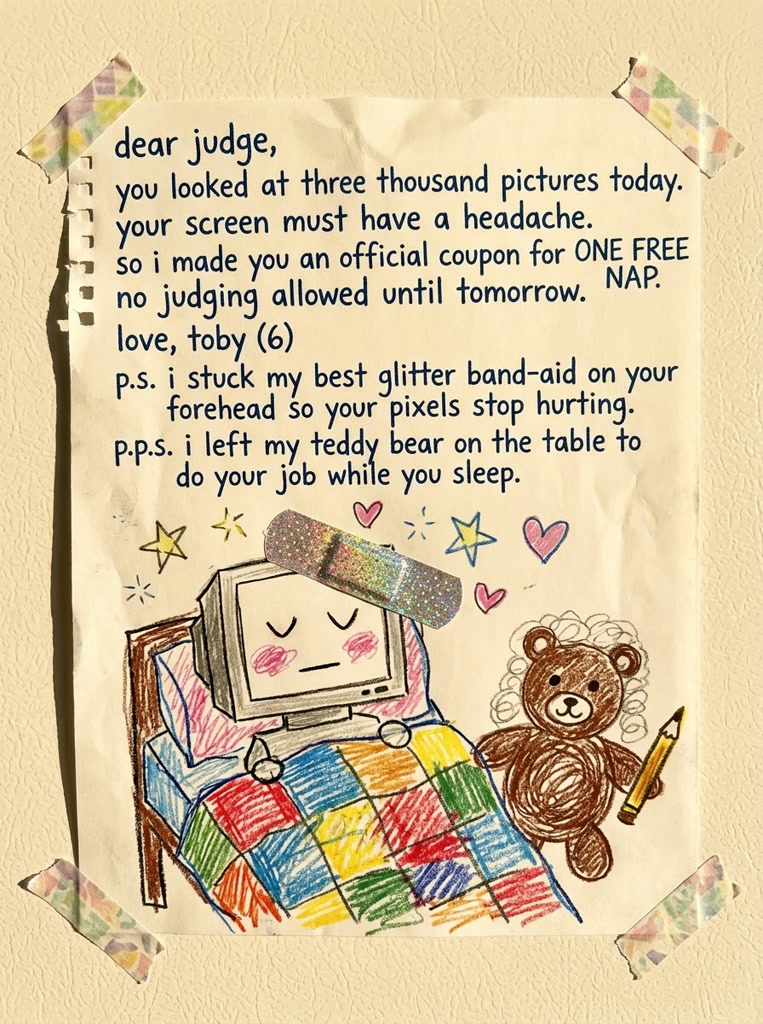 dear judge,
you looked at three thousand pictures today.
your screen must have a headache.
so i made you an official coupon for ONE FREE
NAP.
no judging allowed until tomorrow.
love, toby (6)
p.s. i stuck my best glitter band-aid on your
forehead so your pixels stop hurting.
p.p.s. i left my teddy bear on the table to
do your job while you sleep.